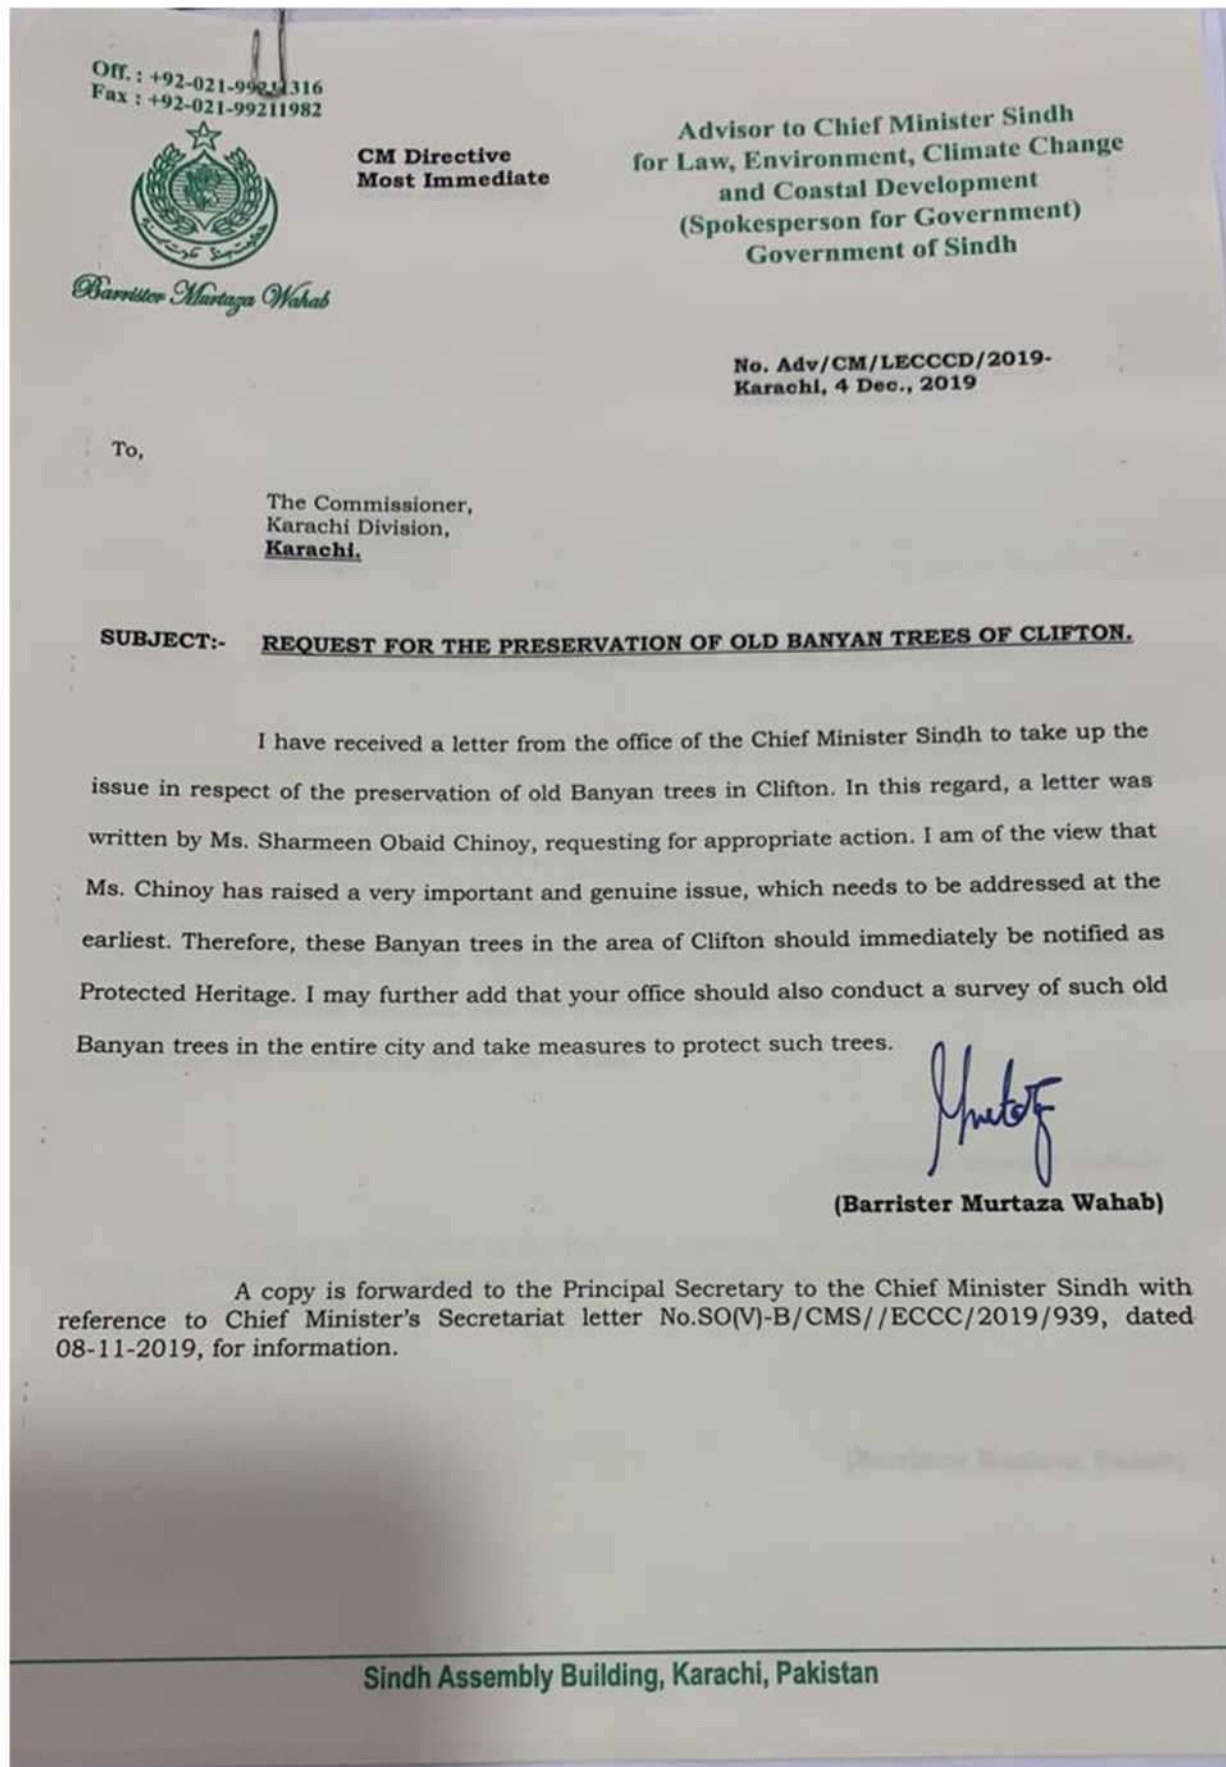 Off. : +92-021-99211316
Fax : +92-021-99211982
CM Directive
Most Immediate
Advisor to Chief Minister Sindh
for Law, Environment, Climate Change
and Coastal Development
(Spokesperson for Government)
Government of Sindh
Barrister Murtaza Wahab
No. Adv/CM/LECCCD/2019-
Karachi, 4 Dec., 2019
To,
The Commissioner,
Karachi Division,
Karachi.
SUBJECT:- REQUEST FOR THE PRESERVATION OF OLD BANYAN TREES OF CLIFTON.
I have received a letter from the office of the Chief Minister Sindh to take up the
issue in respect of the preservation of old Banyan trees in Clifton. In this regard, a letter was
written by Ms. Sharmeen Obaid Chinoy, requesting for appropriate action. I am of the view that
Ms. Chinoy has raised a very important and genuine issue, which needs to be addressed at the
earliest. Therefore, these Banyan trees in the area of Clifton should immediately be notified as
Protected Heritage. I may further add that your office should also conduct a survey of such old
Banyan trees in the entire city and take measures to protect such trees.
(Barrister Murtaza Wahab)
A copy is forwarded to the Principal Secretary to the Chief Minister Sindh with
reference to Chief Minister's Secretariat letter No.SO(V)-B/CMS//ECCC/2019/939, dated
08-11-2019, for information.
Sindh Assembly Building, Karachi, Pakistan